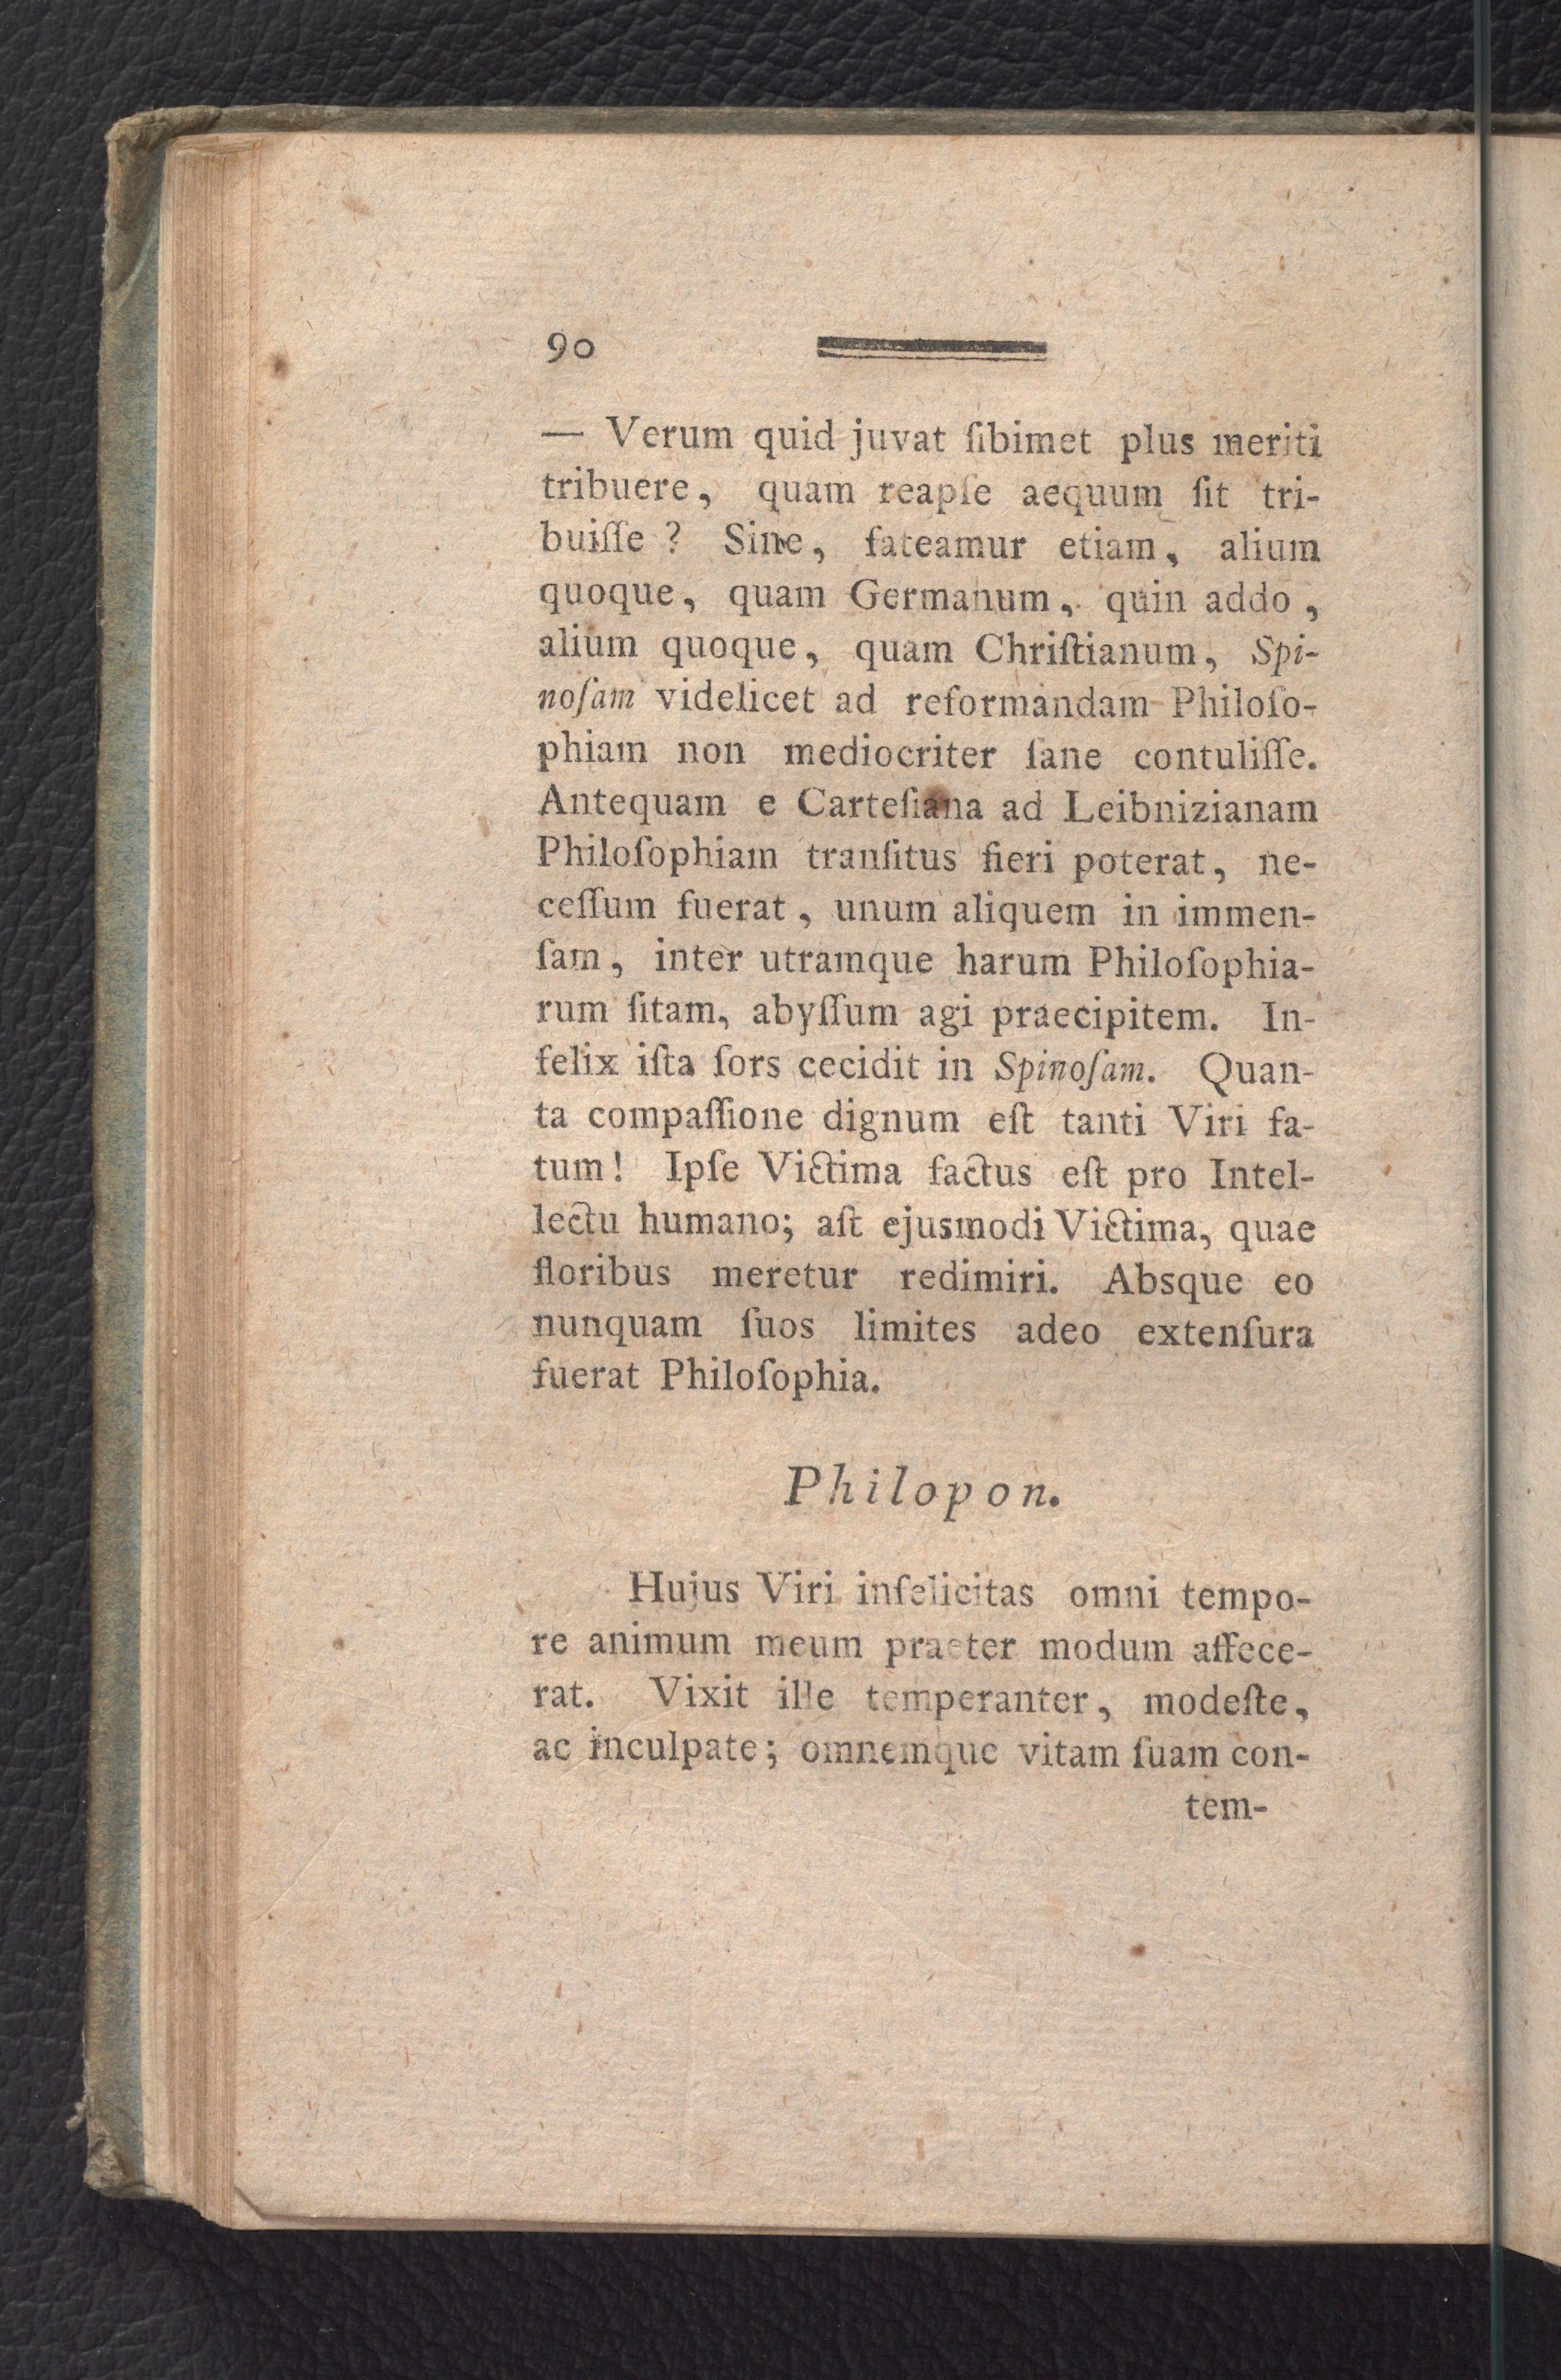 90
— Verum quid juvat ſibimet plus meriti
tribuere, quam reapſe aequum ſit tri-
buiſſe ? Sine, fateamur etiam, alium
quoque, quam Germanum, quin addo,
alium quoque, quam Chriſtianum, Spi-
noſam videlicet ad reformandam Philoſo-
phiam non mediocriter ſane contuliſſe.
Antequam e Carteſiana ad Leibnizianam
Philoſophiam tranſitus fieri poterat, ne-
ceſſum fuerat, unum aliquem in immen-
ſam, inter utramque harum Philoſophia-
rum ſitam, abyſſum agi praecipitem. In-
felix iſta ſors cecidit in Spinoſam. Quan-
ta compaſſione dignum eſt tanti Viri fa-
tum! Ipſe Victima factus eſt pro Intel-
lectu humano; aſt ejusmodi Victima, quae
floribus meretur redimiri. Absque eo
nunquam ſuos limites adeo extenſura
fuerat Philoſophia.
Philopon.
Hujus Viri infelicitas omni tempo-
re animum meum praeter modum affece-
rat. Vixit ille temperanter, modeſte,
ac inculpate; omnemque vitam ſuam con-
tem-